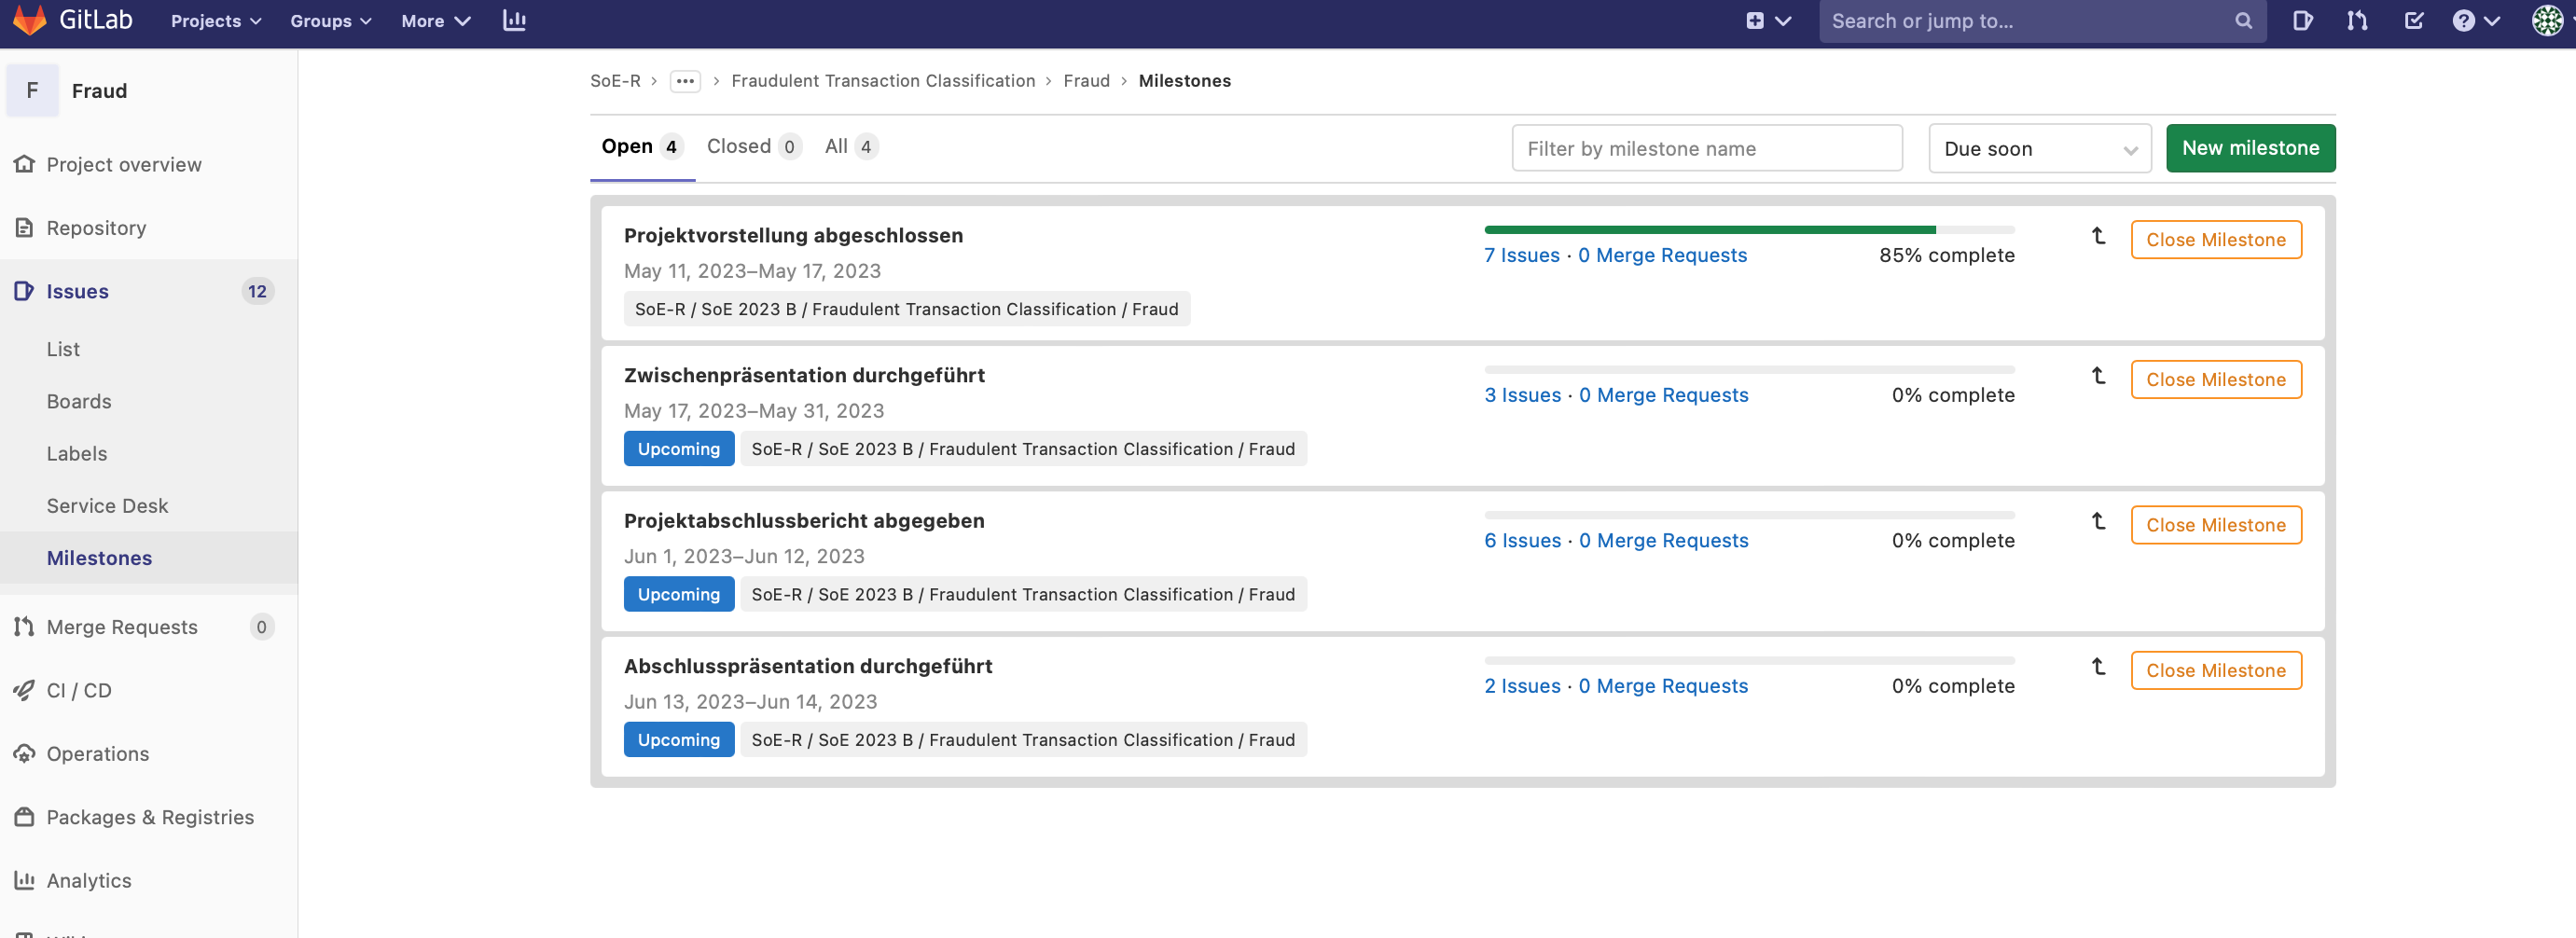 GitLab Projects Groups More Search or jump to...
F Fraud
Project overview
Repository
Issues 12
List
Boards
Labels
Service Desk
Milestones
Merge Requests 0
CI / CD
Operations
Packages & Registries
Analytics
SoE-R > ... > Fraudulent Transaction Classification > Fraud > Milestones
Open 4 Closed 0 All 4 Filter by milestone name Due soon New milestone
Projektvorstellung abgeschlossen
May 11, 2023–May 17, 2023
SoE-R / SoE 2023 B / Fraudulent Transaction Classification / Fraud
7 Issues · 0 Merge Requests 85% complete
Close Milestone
Zwischenpräsentation durchgeführt
May 17, 2023–May 31, 2023
Upcoming SoE-R / SoE 2023 B / Fraudulent Transaction Classification / Fraud
3 Issues · 0 Merge Requests 0% complete
Close Milestone
Projektabschlussbericht abgegeben
Jun 1, 2023–Jun 12, 2023
Upcoming SoE-R / SoE 2023 B / Fraudulent Transaction Classification / Fraud
6 Issues · 0 Merge Requests 0% complete
Close Milestone
Abschlusspräsentation durchgeführt
Jun 13, 2023–Jun 14, 2023
Upcoming SoE-R / SoE 2023 B / Fraudulent Transaction Classification / Fraud
2 Issues · 0 Merge Requests 0% complete
Close Milestone